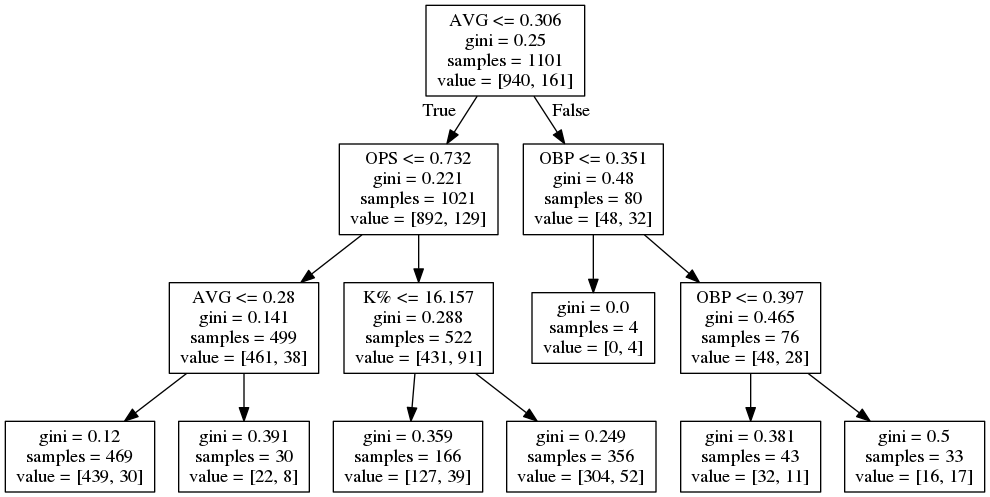 AVG <= 0.306
gini = 0.25
samples = 1101
value = [940, 161]
True
False
OPS <= 0.732
gini = 0.221
samples = 1021
value = [892, 129]
OBP <= 0.351
gini = 0.48
samples = 80
value = [48, 32]
AVG <= 0.28
gini = 0.141
samples = 499
value = [461, 38]
K% <= 16.157
gini = 0.288
samples = 522
value = [431, 91]
gini = 0.0
samples = 4
value = [0, 4]
OBP <= 0.397
gini = 0.465
samples = 76
value = [48, 28]
gini = 0.12
samples = 469
value = [439, 30]
gini = 0.391
samples = 30
value = [22, 8]
gini = 0.359
samples = 166
value = [127, 39]
gini = 0.249
samples = 356
value = [304, 52]
gini = 0.381
samples = 43
value = [32, 11]
gini = 0.5
samples = 33
value = [16, 17]